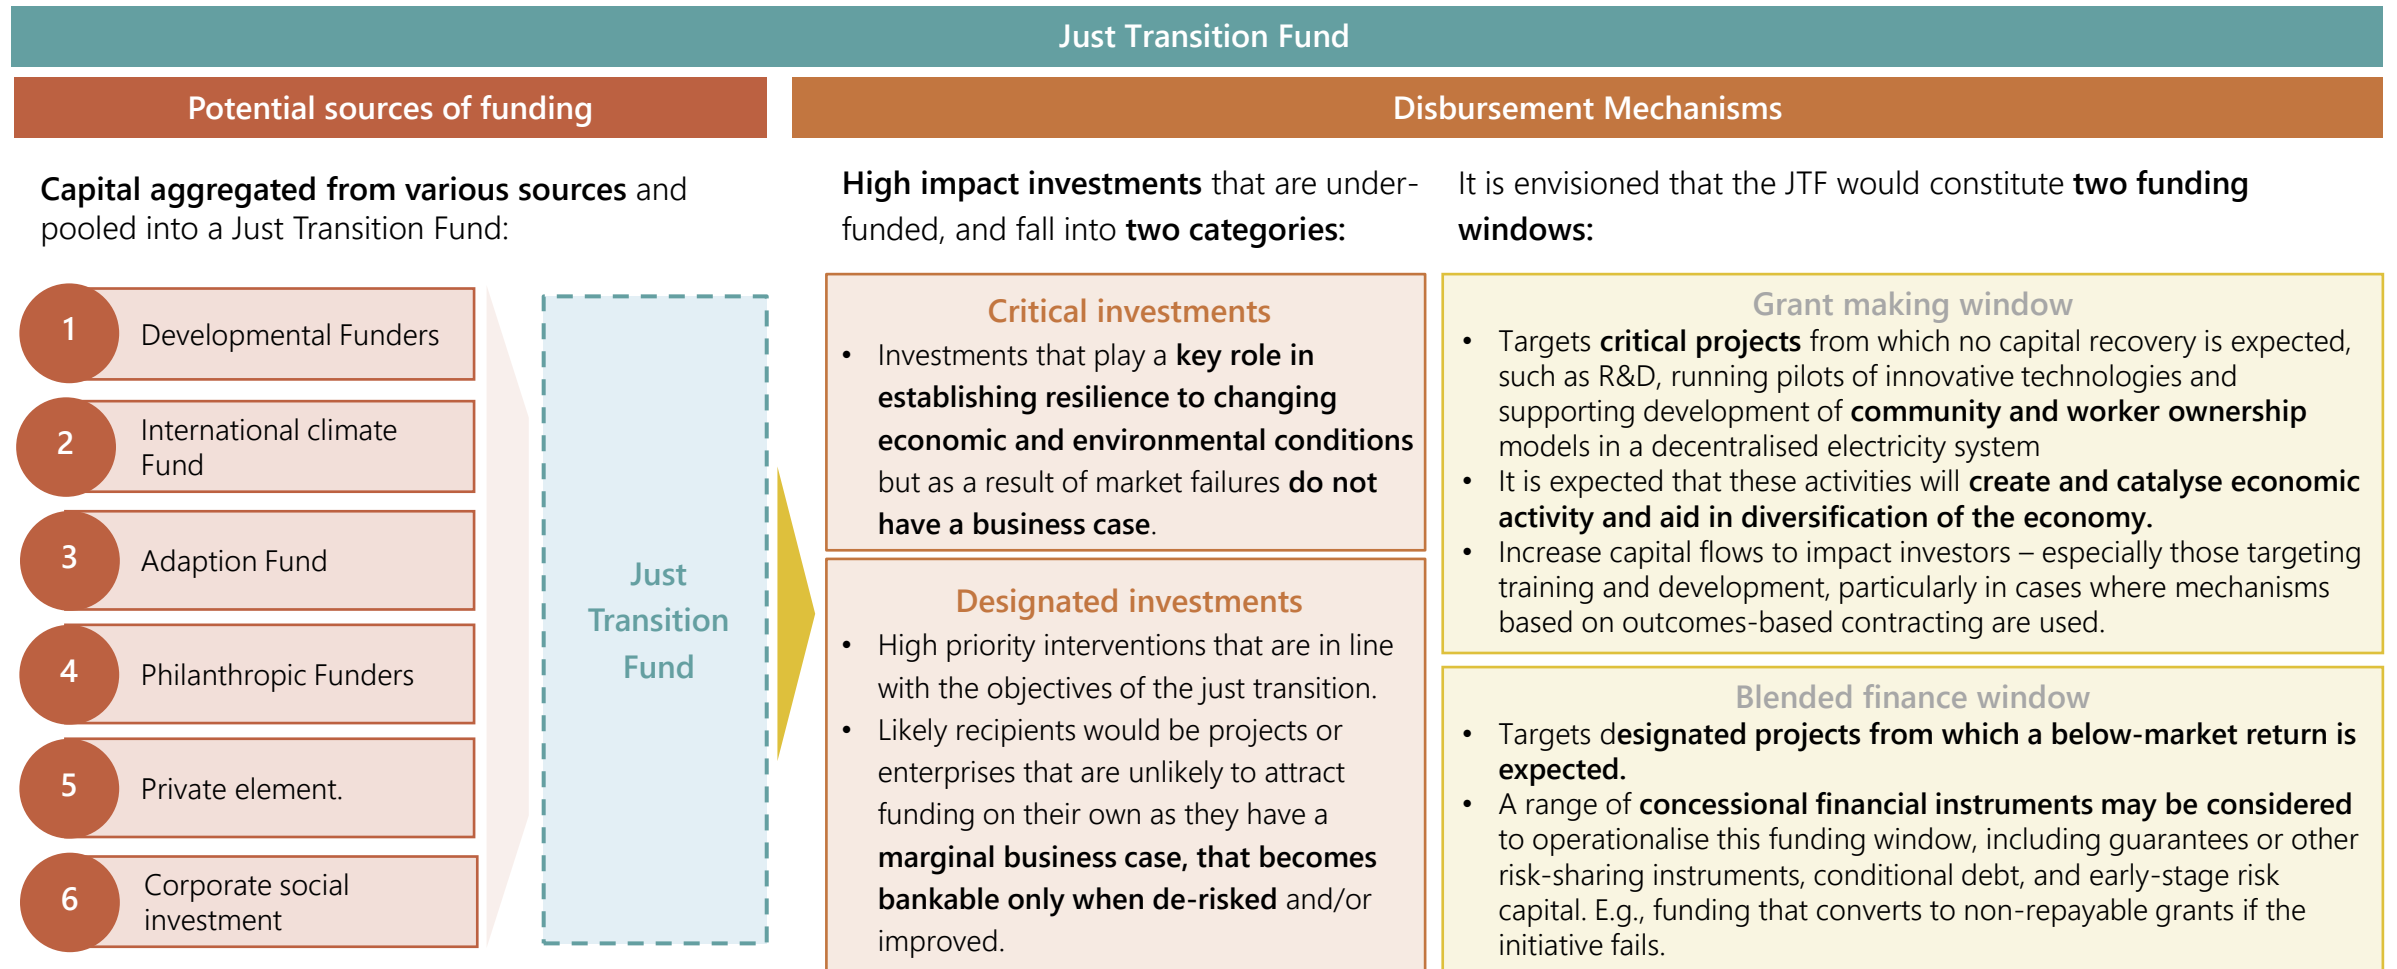 Just Transition Fund
Potential sources of funding
Capital aggregated from various sources and
pooled into a Just Transition Fund:
1
Developmental Funders
2
International climate
Fund
3
Adaption Fund
4
Philanthropic Funders
5
Private element.
6
Corporate social
investment
Just
Transition
Fund
Disbursement Mechanisms
High impact investments that are under-
funded, and fall into two categories:
Critical investments
• Investments that play a key role in
establishing resilience to changing
economic and environmental conditions
but as a result of market failures do not
have a business case.
Designated investments
• High priority interventions that are in line
with the objectives of the just transition.
• Likely recipients would be projects or
enterprises that are unlikely to attract
funding on their own as they have a
marginal business case, that becomes
bankable only when de-risked and/or
improved.
It is envisioned that the JTF would constitute two funding
windows:
Grant making window
• Targets critical projects from which no capital recovery is expected,
such as R&D, running pilots of innovative technologies and
supporting development of community and worker ownership
models in a decentralised electricity system
• It is expected that these activities will create and catalyse economic
activity and aid in diversification of the economy.
• Increase capital flows to impact investors – especially those targeting
training and development, particularly in cases where mechanisms
based on outcomes-based contracting are used.
Blended finance window
• Targets designated projects from which a below-market return is
expected.
• A range of concessional financial instruments may be considered
to operationalise this funding window, including guarantees or other
risk-sharing instruments, conditional debt, and early-stage risk
capital. E.g., funding that converts to non-repayable grants if the
initiative fails.